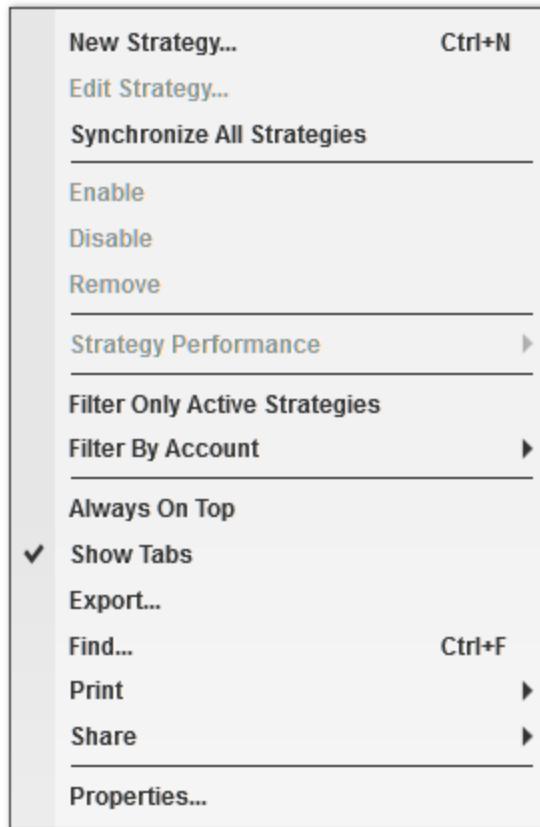 New Strategy... Ctrl+N
Edit Strategy...
Synchronize All Strategies
Enable
Disable
Remove
Strategy Performance
Filter Only Active Strategies
Filter By Account
Always On Top
Show Tabs
Export...
Find... Ctrl+F
Print
Share
Properties...